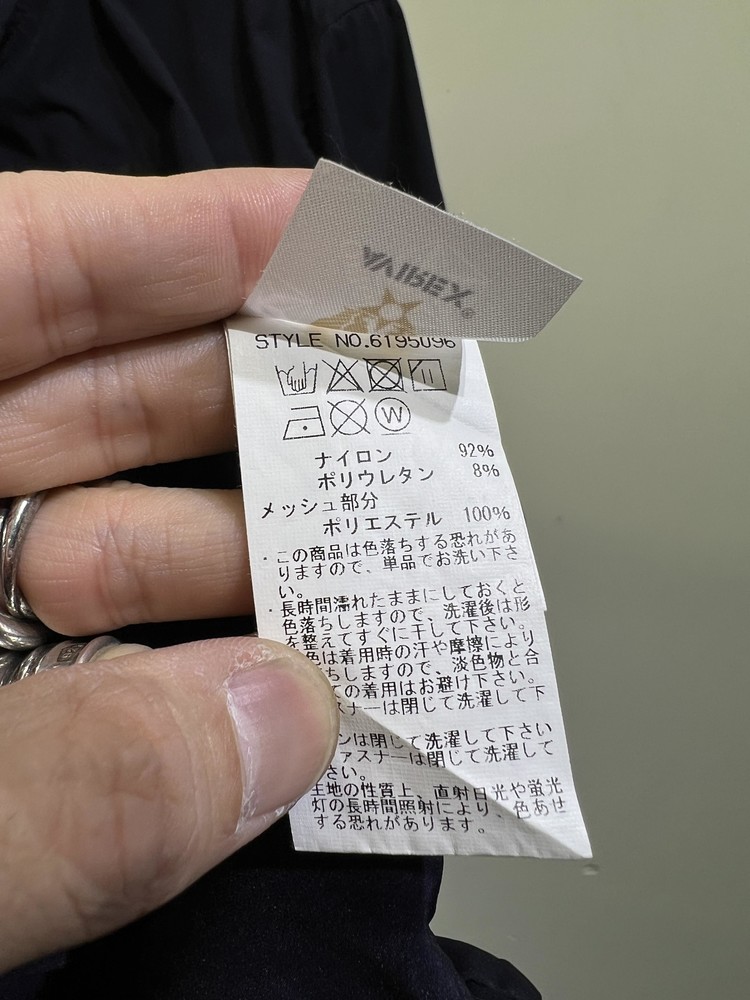 AVIREX®
STYLE NO.6195096
W
ナイロン 92%
ポリウレタン 8%
メッシュ部分
ポリエステル 100%
・この商品は色落ちする恐れがあ
りますので、単品でお洗い下さ
い。
・長時間濡れたままにしておくと
色落ちしますので、洗濯後は形
を整えてすぐに干して下さい。
色は着用時の汗や摩擦により
ちしますので、淡色物と合
ての着用はお避け下さい。
スナーは閉じて洗濯して下
ンは閉じて洗濯して下さい
ァスナーは閉じて洗濯して
さい。
生地の性質上、直射日光や蛍光
灯の長時間照射により、色あせ
する恐れがあります。